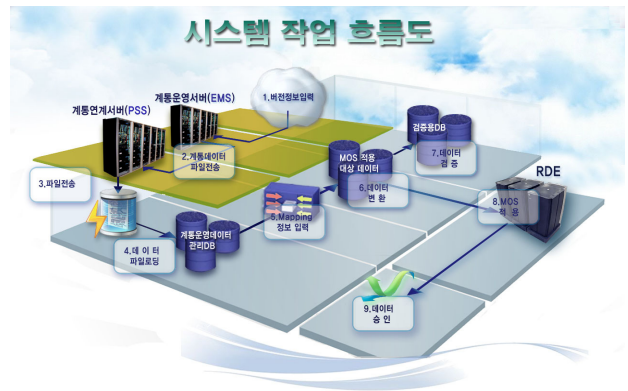 시스템 작업 흐름도
계통운영서버(EMS)
1,버전정보입력
계통연계서버(PSS)
2,계통데이터
파일전송
3,파일전송
4,데 이 터
파일로딩
계통운영데이터
관리DB
5,Mapping
정보 입력
MOS 적용
대상 데이터
6,데이터
변 환
검증용DB
7,데이터
검 증
RDE
8,MOS
적 용
9,데이터
승 인